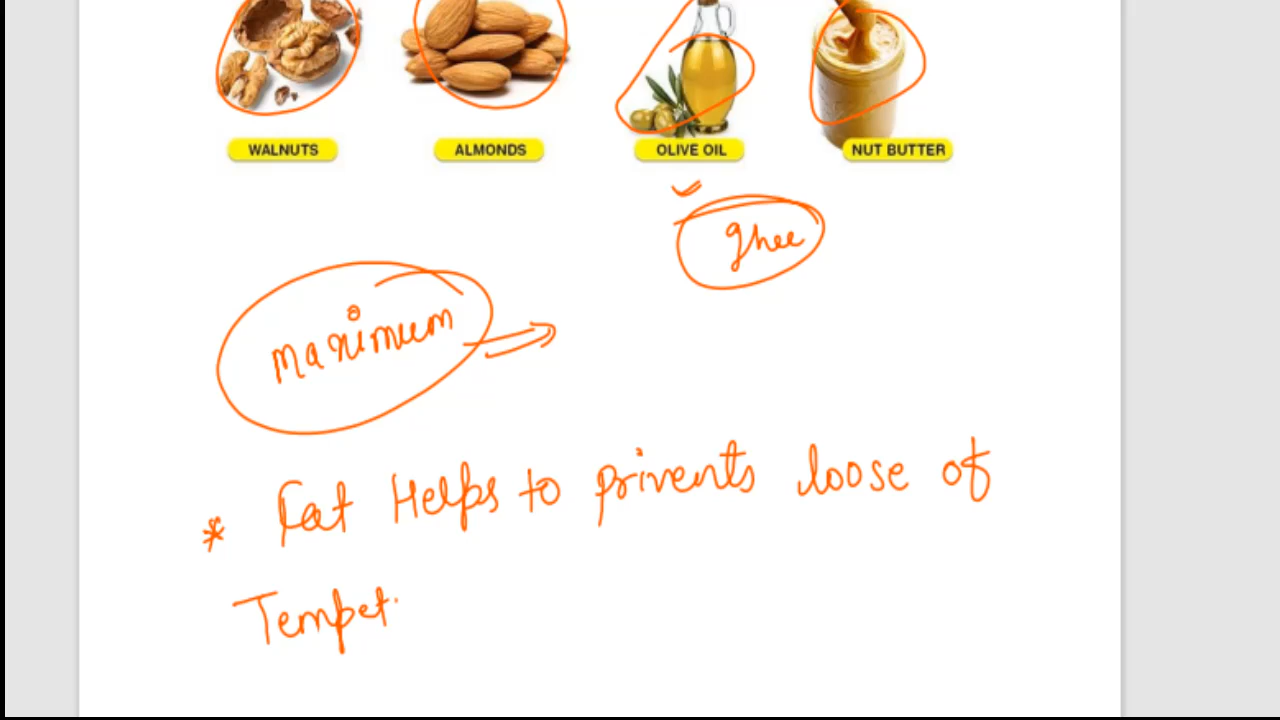 WALNUTS ALMONDS OLIVE OIL NUT BUTTER
ghee
maximum
* Fat Helps to privents loose of
Tempet.